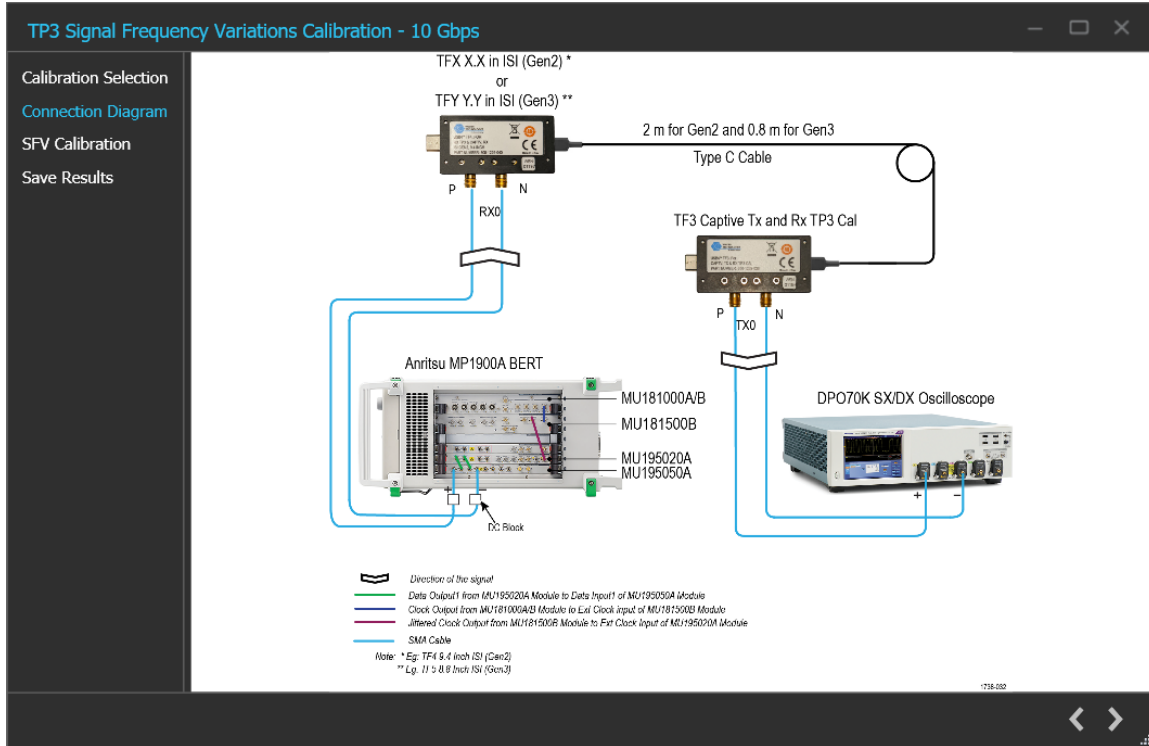 TP3 Signal Frequency Variations Calibration - 10 Gbps
Calibration Selection
Connection Diagram
SFV Calibration
Save Results
TFX X.X in ISI (Gen2) *
or
TFY Y.Y in ISI (Gen3) **
2 m for Gen2 and 0.8 m for Gen3
Type C Cable
P
N
RX0
TF3 Captive Tx and Rx TP3 Cal
P
TX0
N
Anritsu MP1900A BERT
MU181000A/B
MU181500B
MU195020A
MU195050A
DPO70K SX/DX Oscilloscope
+
−
+
−
DC Block
Direction of the signal
Data Output1 from MU195020A Module to Data Input1 of MU195050A Module
Clock Output from MU181000A/B Module to Ext Clock input of MU181500B Module
Jittered Clock Output from MU181500B Module to Ext Clock Input of MU195020A Module
SMA Cable
Note: * Eg: TF4 9.4 Inch ISI (Gen2)
** Eg. TF5 8.8 Inch ISI (Gen3)
1738-032